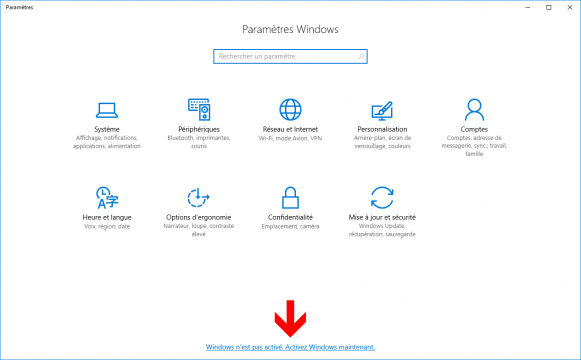 Paramètres
Paramètres Windows
Rechercher un paramètre
Système
Affichage, notifications,
applications, alimentation
Périphériques
Bluetooth, imprimantes,
souris
Réseau et Internet
Wi-Fi, mode Avion, VPN
Personnalisation
Arrière-plan, écran de
verrouillage, couleurs
Comptes
Comptes, adresse de
messagerie, sync., travail,
famille
Heure et langue
Voix, région, date
Options d'ergonomie
Narrateur, loupe, contraste
élevé
Confidentialité
Emplacement, caméra
Mise à jour et sécurité
Windows Update,
récupération, sauvegarde
Windows n'est pas activé. Activez Windows maintenant.